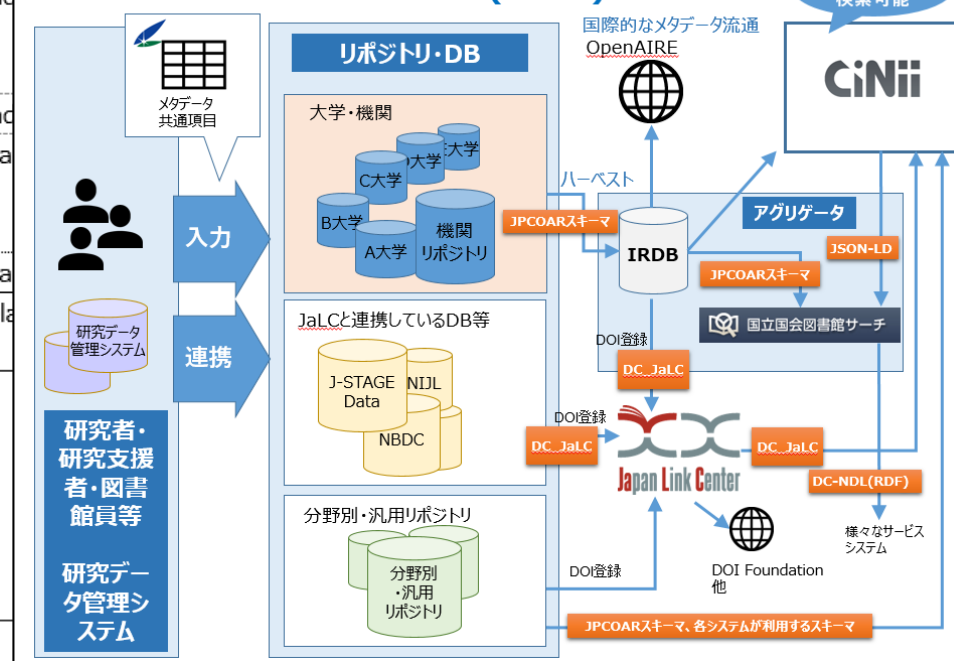 国際的なメタデータ流通
OpenAIRE
検索可能
CiNii
リポジトリ・DB
メタデータ
共通項目
大学・機関
E大学
D大学
C大学
B大学
A大学
機関
リポジトリ
ハーベスト
JPCOARスキーマ
アグリゲータ
IRDB
JSON-LD
JPCOARスキーマ
国立国会図書館サーチ
入力
連携
研究データ
管理システム
JaLCと連携しているDB等
J-STAGE
Data
NIJL
NBDC
DOI登録
DC_JaLC
DOI登録
DC_JaLC
Japan Link Center
DC_JaLC
DC-NDL(RDF)
様々なサービス
システム
研究者・
研究支援
者・図書
館員等
研究デー
タ管理シ
ステム
分野別・汎用リポジトリ
分野別
・汎用
リポジトリ
DOI登録
DOI Foundation
他
JPCOARスキーマ、各システムが利用するスキーマ